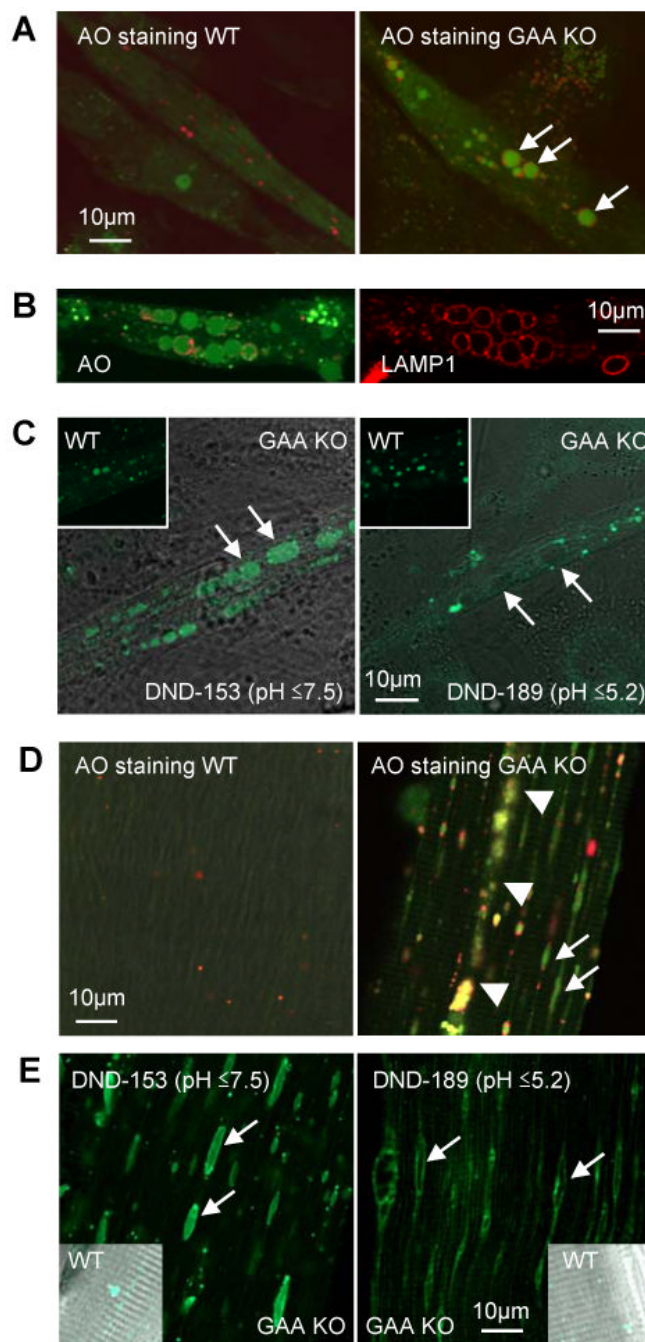 A
AO staining WT
AO staining GAA KO
10μm
B
AO
LAMP1
10μm
C
WT
GAA KO
WT
GAA KO
DND-153 (pH ≤7.5)
10μm
DND-189 (pH ≤5.2)
D
AO staining WT
AO staining GAA KO
10μm
E
DND-153 (pH ≤7.5)
DND-189 (pH ≤5.2)
WT
GAA KO
GAA KO
10μm
WT